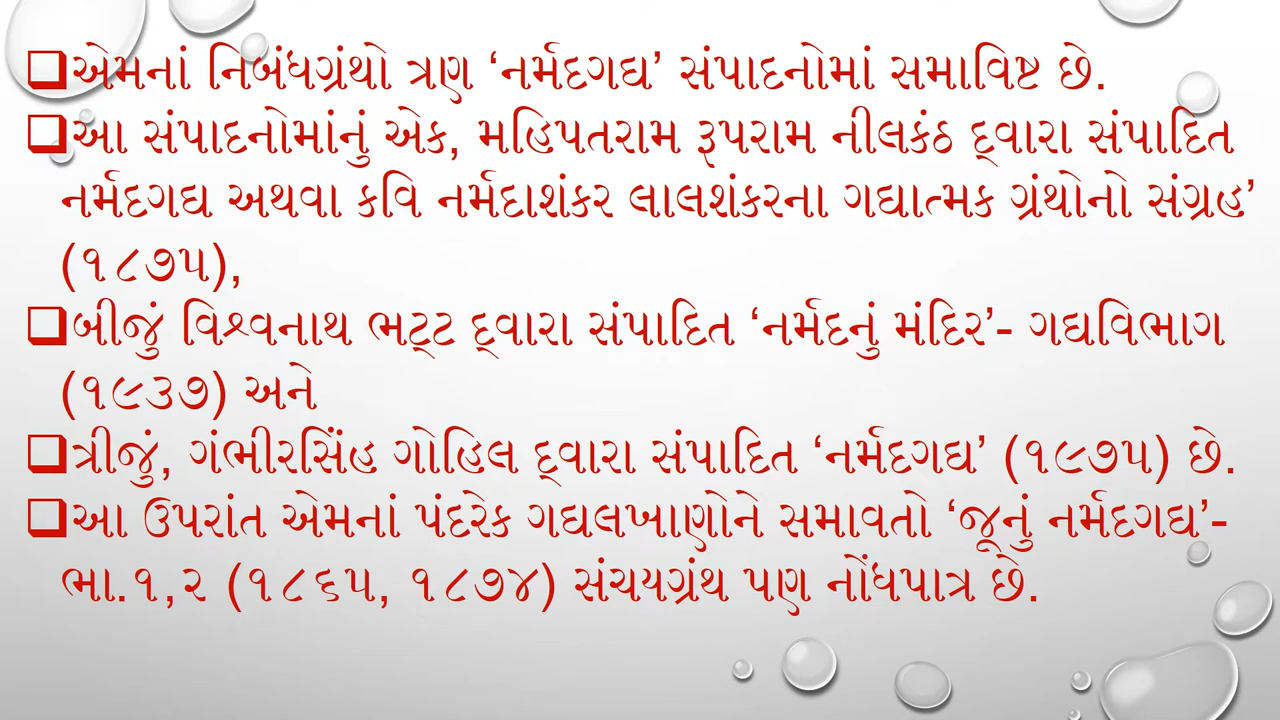 ❑એમનાં નિબંધગ્રંથો ત્રણ ‘નર્મદગદ્ય’ સંપાદનોમાં સમાવિષ્ટ છે.
❑આ સંપાદનોમાંનું એક, મહિપતરામ રૂપરામ નીલકંઠ દ્‌વારા સંપાદિત
નર્મદગદ્ય અથવા કવિ નર્મદાશંકર લાલશંકરના ગદ્યાત્મક ગ્રંથોનો સંગ્રહ’
(૧૮૭૫),
❑બીજું વિશ્વનાથ ભટ્‌ટ દ્‌વારા સંપાદિત ‘નર્મદનું મંદિર’- ગદ્યવિભાગ
(૧૯૩૭) અને
❑ત્રીજું, ગંભીરસિંહ ગોહિલ દ્‌વારા સંપાદિત ‘નર્મદગદ્ય’ (૧૯૭૫) છે.
❑આ ઉપરાંત એમનાં પંદરેક ગદ્યલખાણોને સમાવતો ‘જૂનું નર્મદગદ્ય’-
ભા.૧,૨ (૧૮૬૫, ૧૮૭૪) સંચયગ્રંથ પણ નોંધપાત્ર છે.